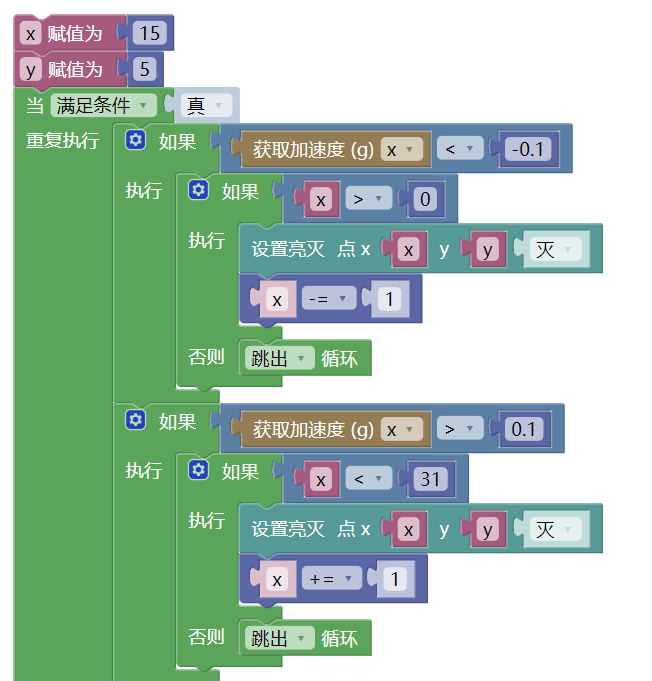 x 赋值为 15
y 赋值为 5
当 满足条件 真
重复执行 如果 获取加速度 (g) x < -0.1
执行 如果 x > 0
执行 设置亮灭 点 x x y y 灭
x -= 1
否则 跳出 循环
如果 获取加速度 (g) x > 0.1
执行 如果 x < 31
执行 设置亮灭 点 x x y y 灭
x += 1
否则 跳出 循环